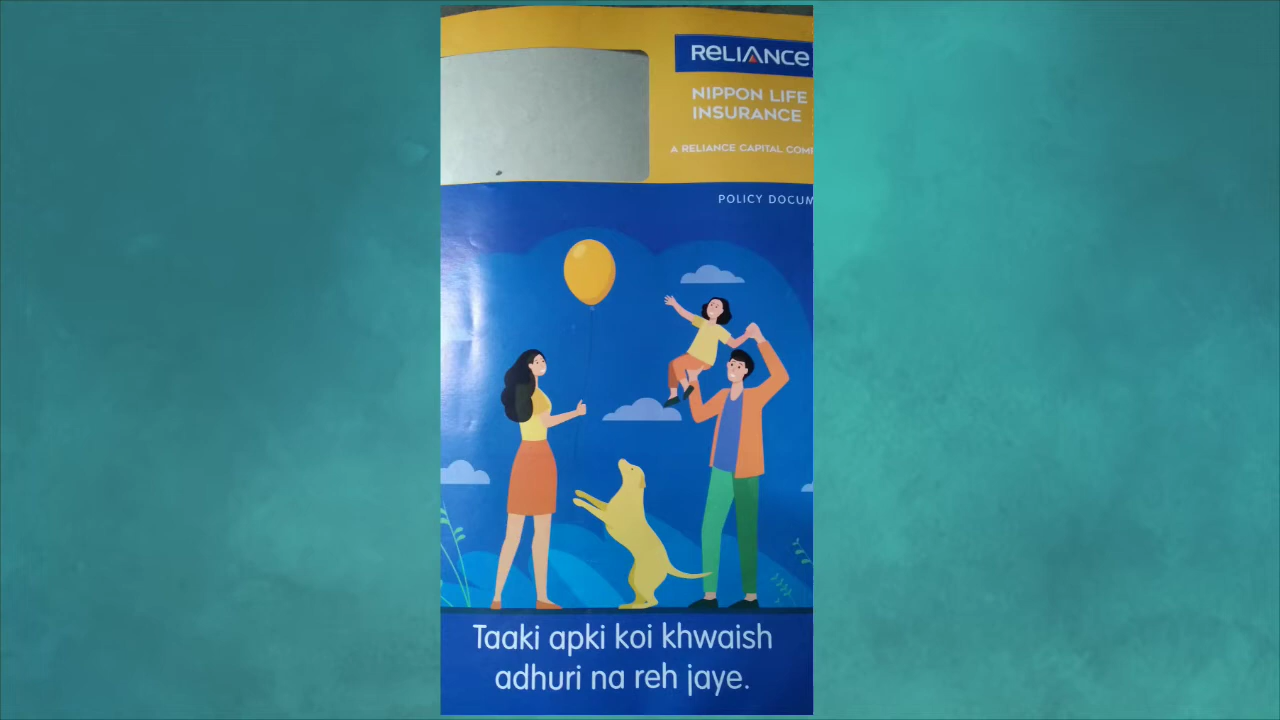 RELIANCE
NIPPON LIFE
INSURANCE
A RELIANCE CAPITAL
POLICY
Taaki apki koi khwaish
adhuri na reh jaye.